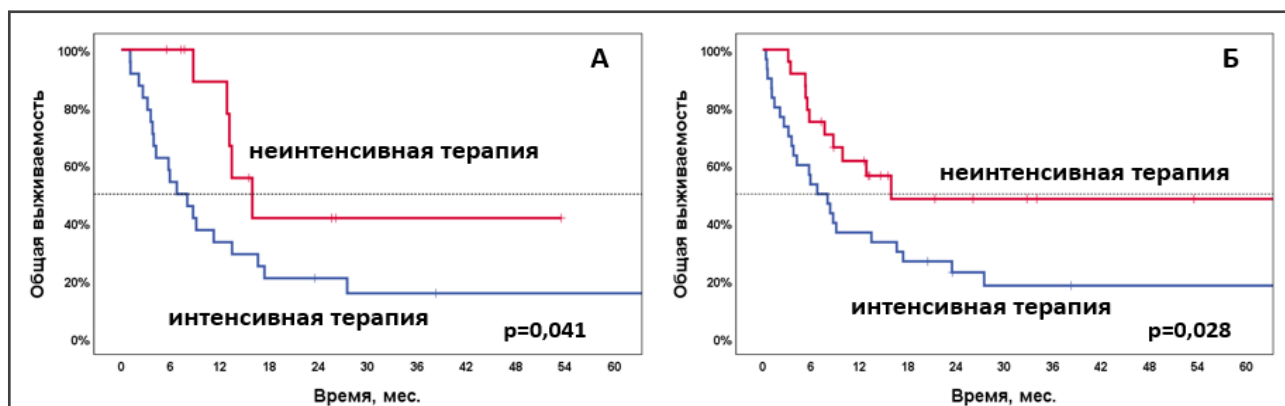 А
100%
80%
60%
40%
20%
0%
Общая выживаемость
неинтенсивная терапия
интенсивная терапия
p=0,041
0 6 12 18 24 30 36 42 48 54 60
Время, мес.
Б
100%
80%
60%
40%
20%
0%
Общая выживаемость
неинтенсивная терапия
интенсивная терапия
p=0,028
0 6 12 18 24 30 36 42 48 54 60
Время, мес.